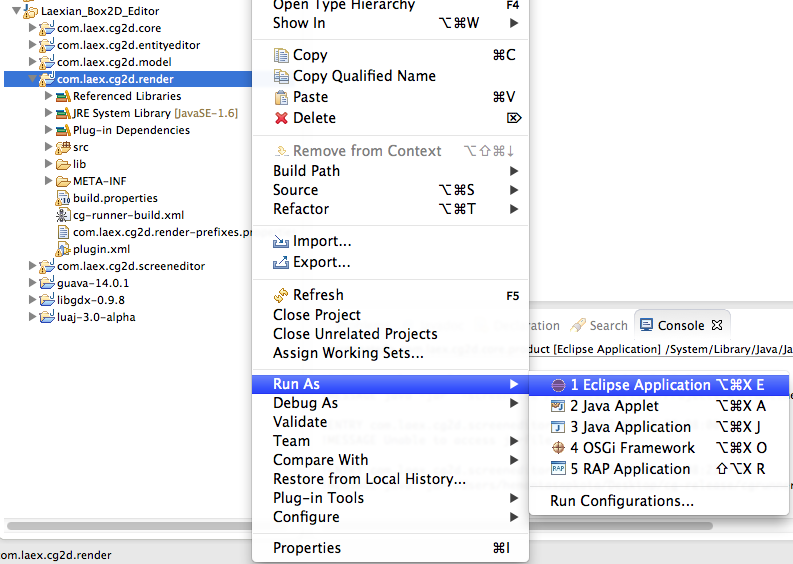 Laexian_Box2D_Editor
com.laex.cg2d.core
com.laex.cg2d.entityeditor
com.laex.cg2d.model
com.laex.cg2d.render
Referenced Libraries
JRE System Library [JavaSE-1.6]
Plug-in Dependencies
src
lib
META-INF
build.properties
cg-runner-build.xml
com.laex.cg2d.render-prefixes.pr
plugin.xml
com.laex.cg2d.screeneditor
guava-14.0.1
libgdx-0.9.8
luaj-3.0-alpha
com.laex.cg2d.render
Open Type Hierarchy F4
Show In ⌥⌘W
Copy ⌘C
Copy Qualified Name
Paste ⌘V
Delete ⌦
Remove from Context ⌥⇧⌘↓
Build Path
Source ⌥⌘S
Refactor ⌥⌘T
Import...
Export...
Refresh F5
Close Project
Close Unrelated Projects
Assign Working Sets...
Run As
Debug As
Validate
Team
Compare With
Restore from Local History...
Plug-in Tools
Configure
Properties ⌘I
Search
Console
[Eclipse Application] /System/Library/Java/Ja
1 Eclipse Application ⌥⌘X E
2 Java Applet ⌥⌘X A
3 Java Application ⌥⌘X J
4 OSGi Framework ⌥⌘X O
5 RAP Application ⇧⌥X R
Run Configurations...